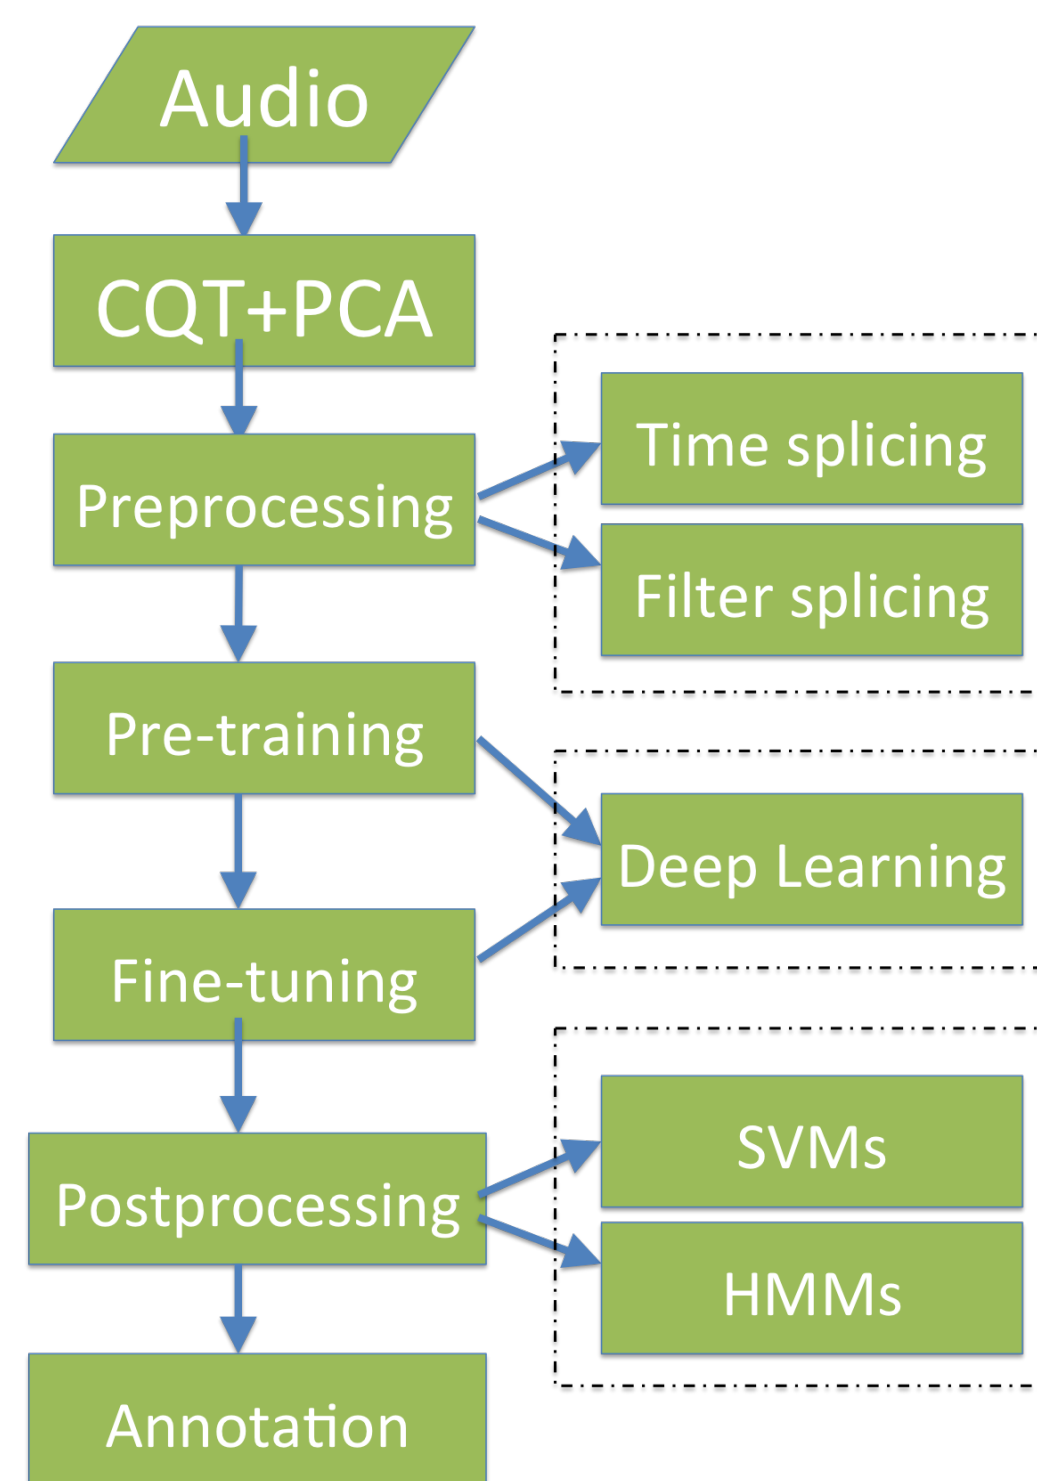 Audio
CQT+PCA
Preprocessing
Time splicing
Filter splicing
Pre-training
Deep Learning
Fine-tuning
Postprocessing
SVMs
HMMs
Annotation